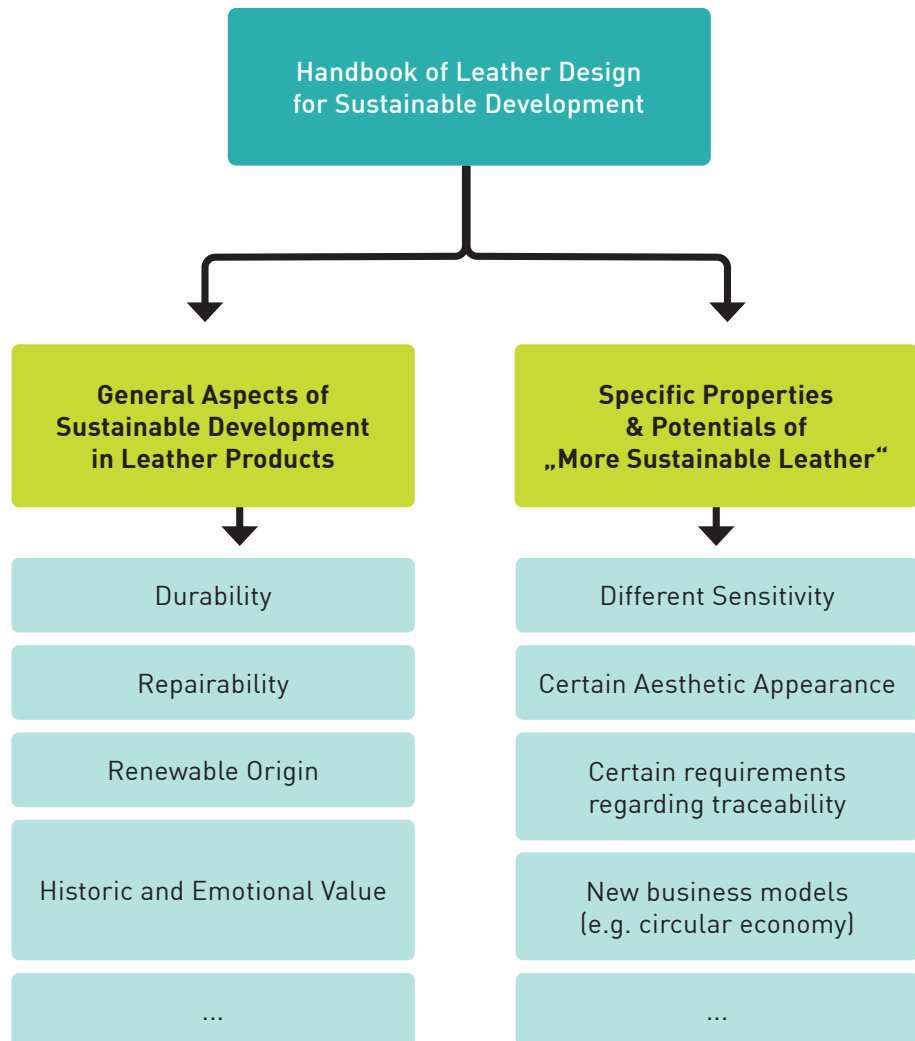 Handbook of Leather Design
for Sustainable Development
General Aspects of
Sustainable Development
in Leather Products
Durability
Repairability
Renewable Origin
Historic and Emotional Value
...
Specific Properties
& Potentials of
„More Sustainable Leather“
Different Sensitivity
Certain Aesthetic Appearance
Certain requirements
regarding traceability
New business models
(e.g. circular economy)
...